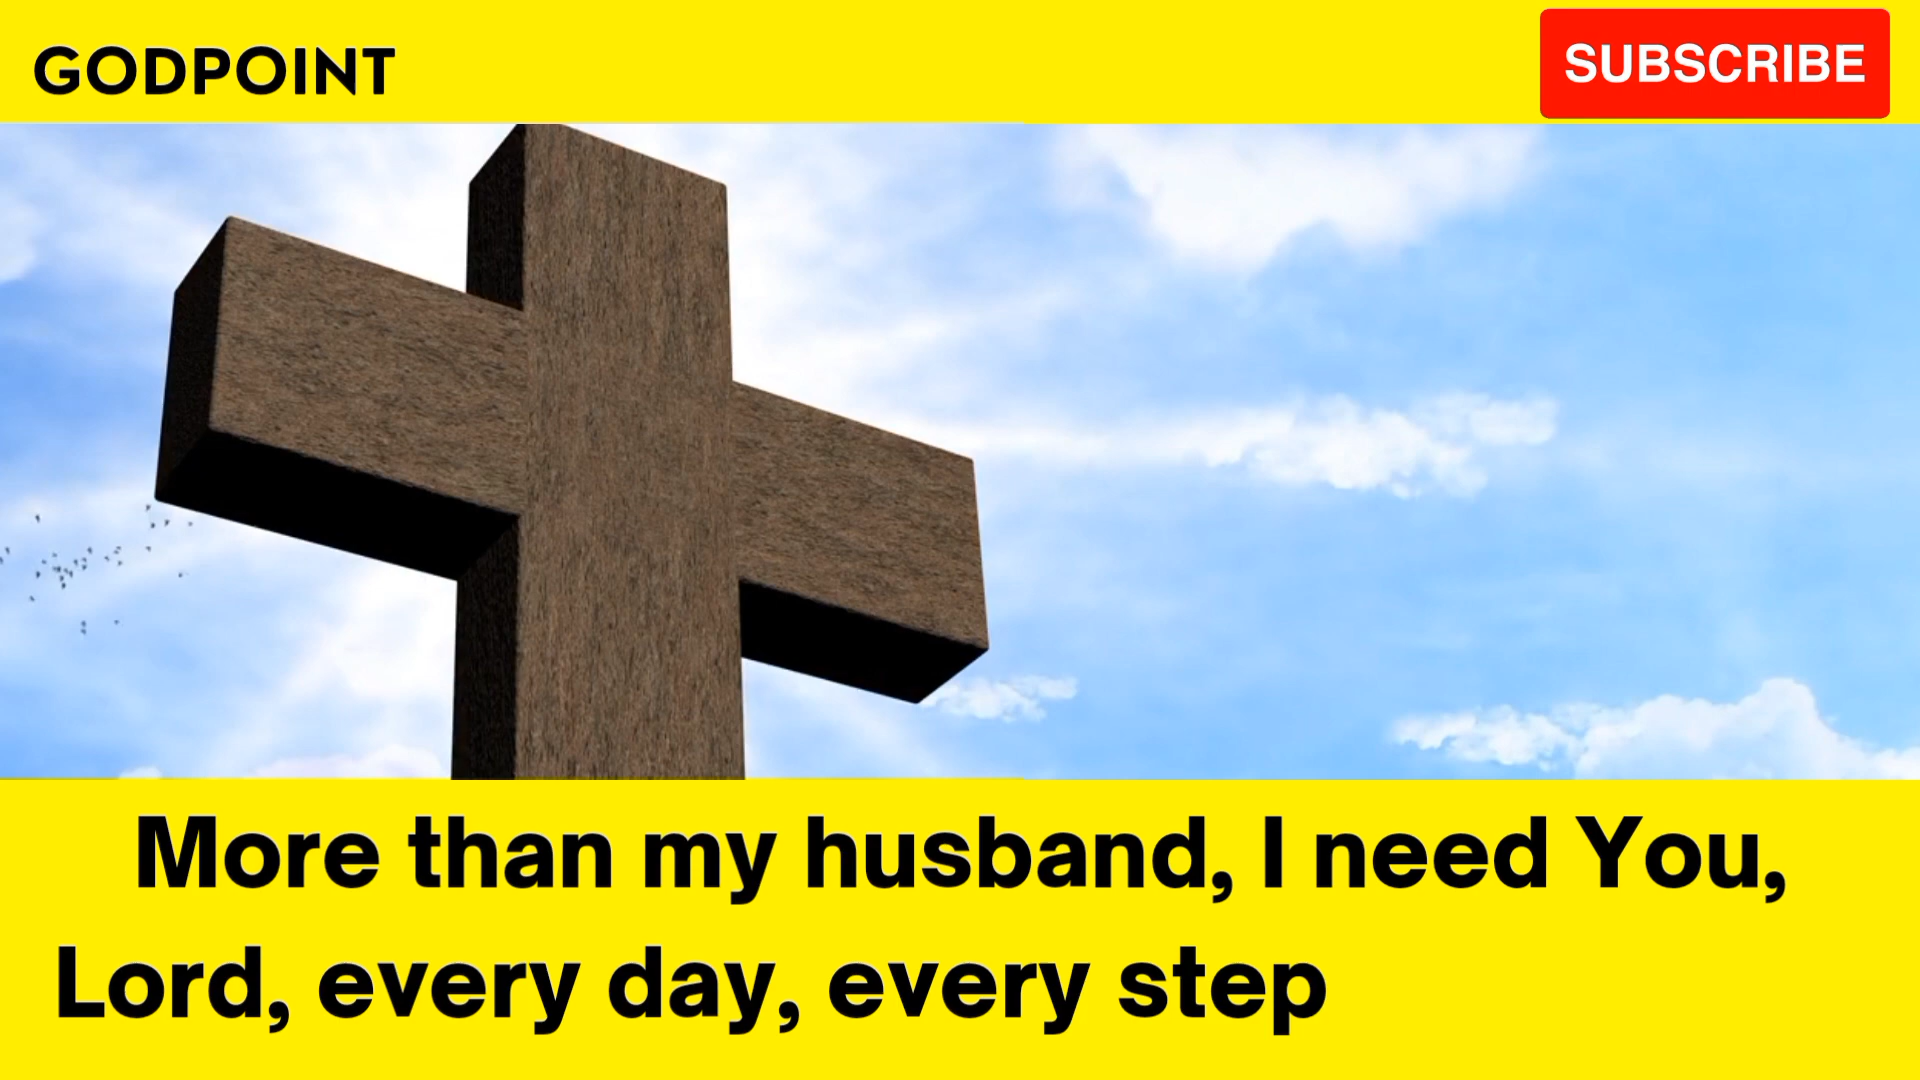 GODPOINT
SUBSCRIBE
More than my husband, I need You,
Lord, every day, every step